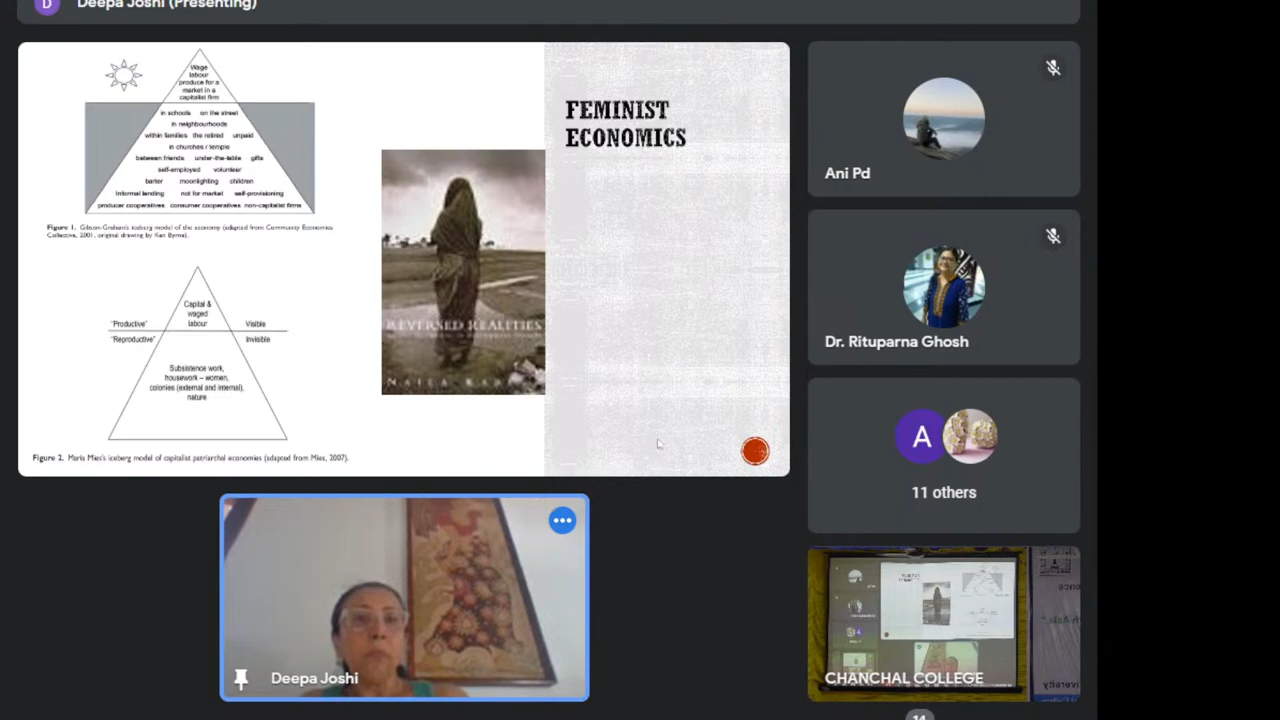 Deepa Joshi (Presenting)
Wage
labour
produce for a
market in a
capitalist firm
in schools on the street
in neighbourhoods
within families the retired unpaid
in churches / temple
between friends under-the-table gifts
self-employed volunteer
barter moonlighting children
Informal lending not for market self-provisioning
producer cooperatives consumer cooperatives non-capitalist firms
Figure 1. Gibson-Graham's iceberg model of the economy (adapted from Community Economies
Collective, 2001, original drawing by Ken Byrne).
Capital &
waged
labour
"Productive" Visible
"Reproductive" Invisible
Subsistence work,
housework – women,
colonies (external and internal),
nature
Figure 2. Maria Mies's iceberg model of capitalist patriarchal economies (adapted from Mies, 2007).
REVERSED REALITIES
NAILA
FEMINIST
ECONOMICS
Ani Pd
Dr. Rituparna Ghosh
A
11 others
D
Deepa Joshi
CHANCHAL COLLEGE
14